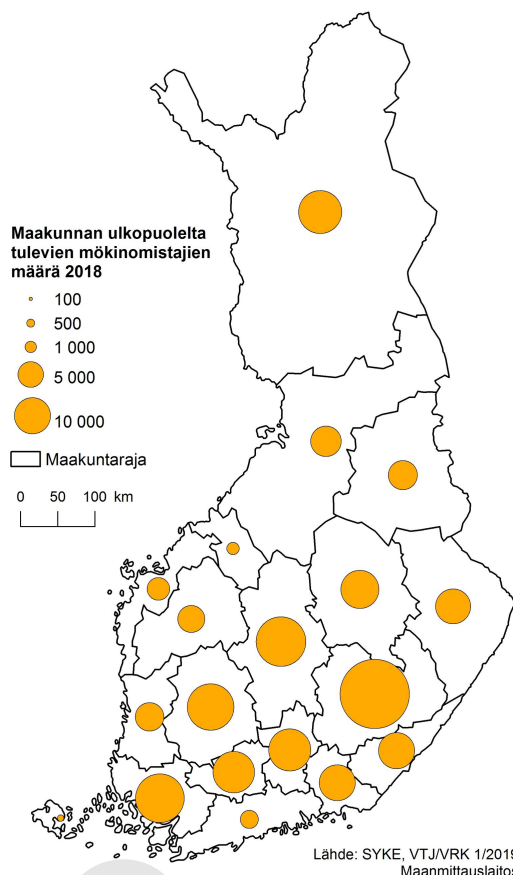 Maakunnan ulkopuolelta
tulevien mökinomistajien
määrä 2018
100
500
1 000
5 000
10 000
Maakuntaraja
0 50 100 km
Lähde: SYKE, VTJ/VRK 1/2019
Maanmittauslaitos